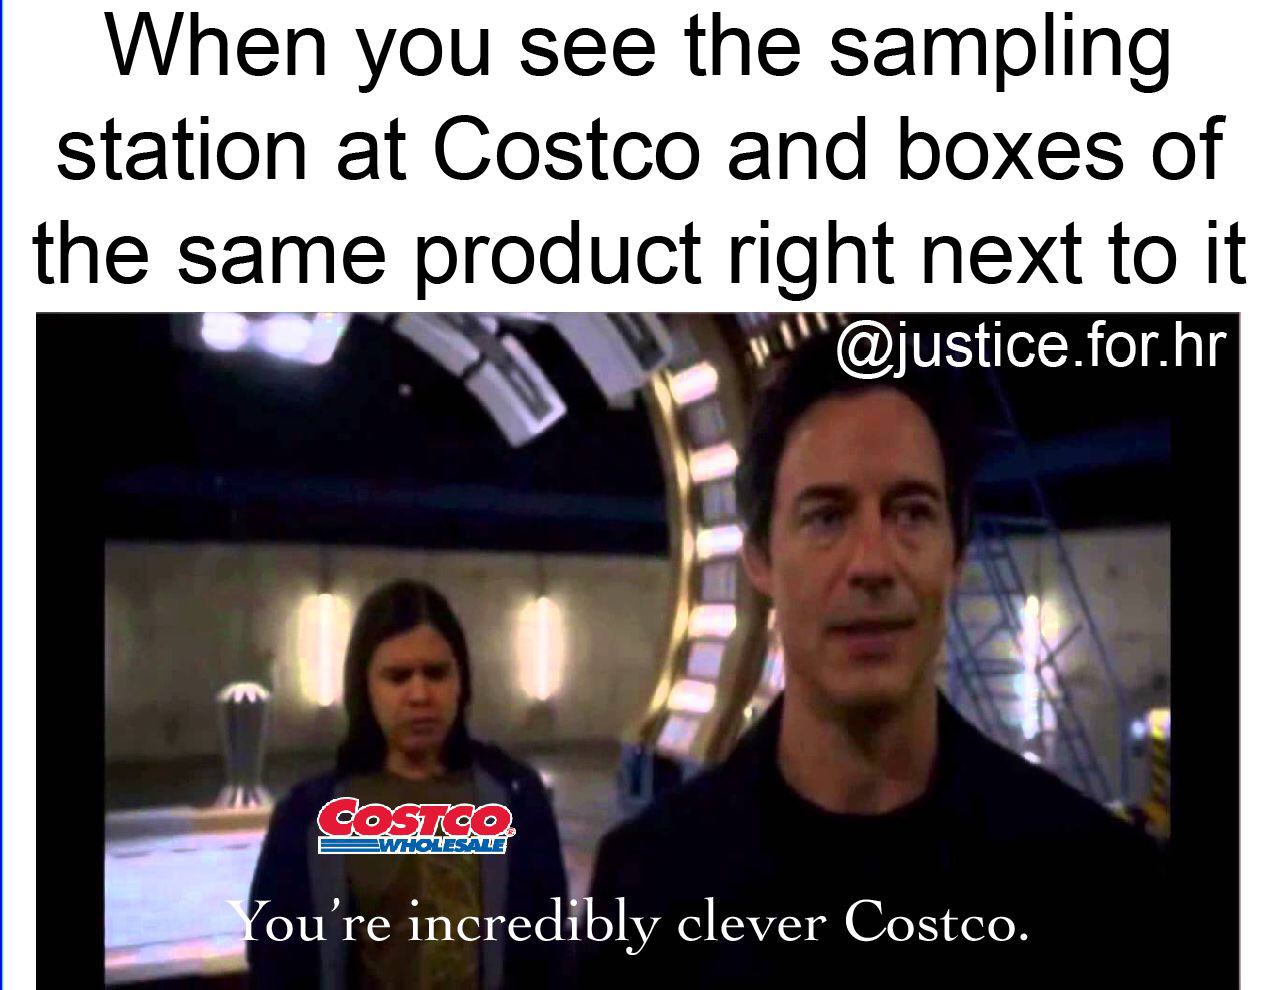 When you see the sampling
station at Costco and boxes of
the same product right next to it
@justice.for.hr
COSTCO
WHOLESALE
You're incredibly clever Costco.